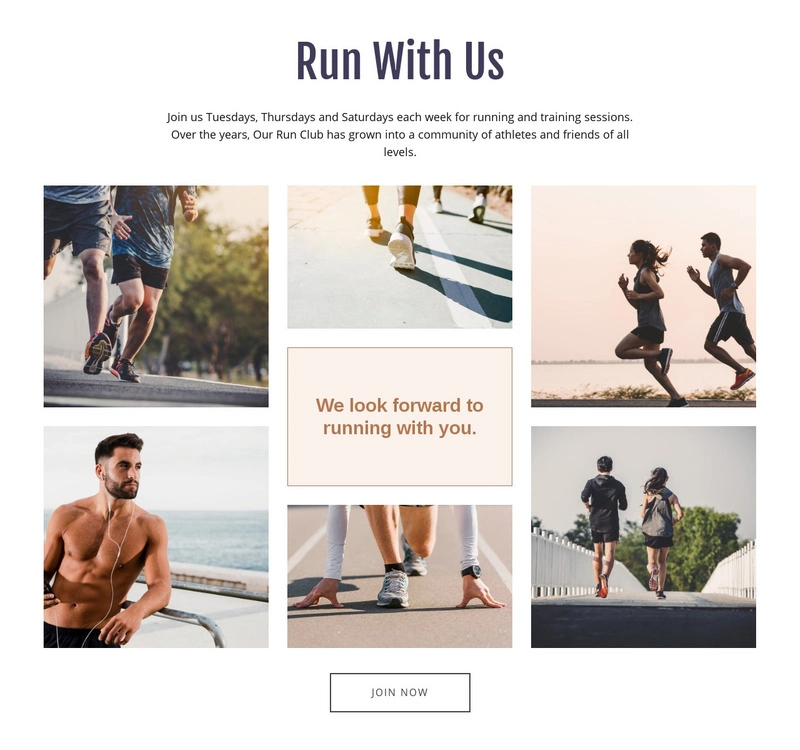 Run With Us
Join us Tuesdays, Thursdays and Saturdays each week for running and training sessions.
Over the years, Our Run Club has grown into a community of athletes and friends of all
levels.
We look forward to
running with you.
JOIN NOW